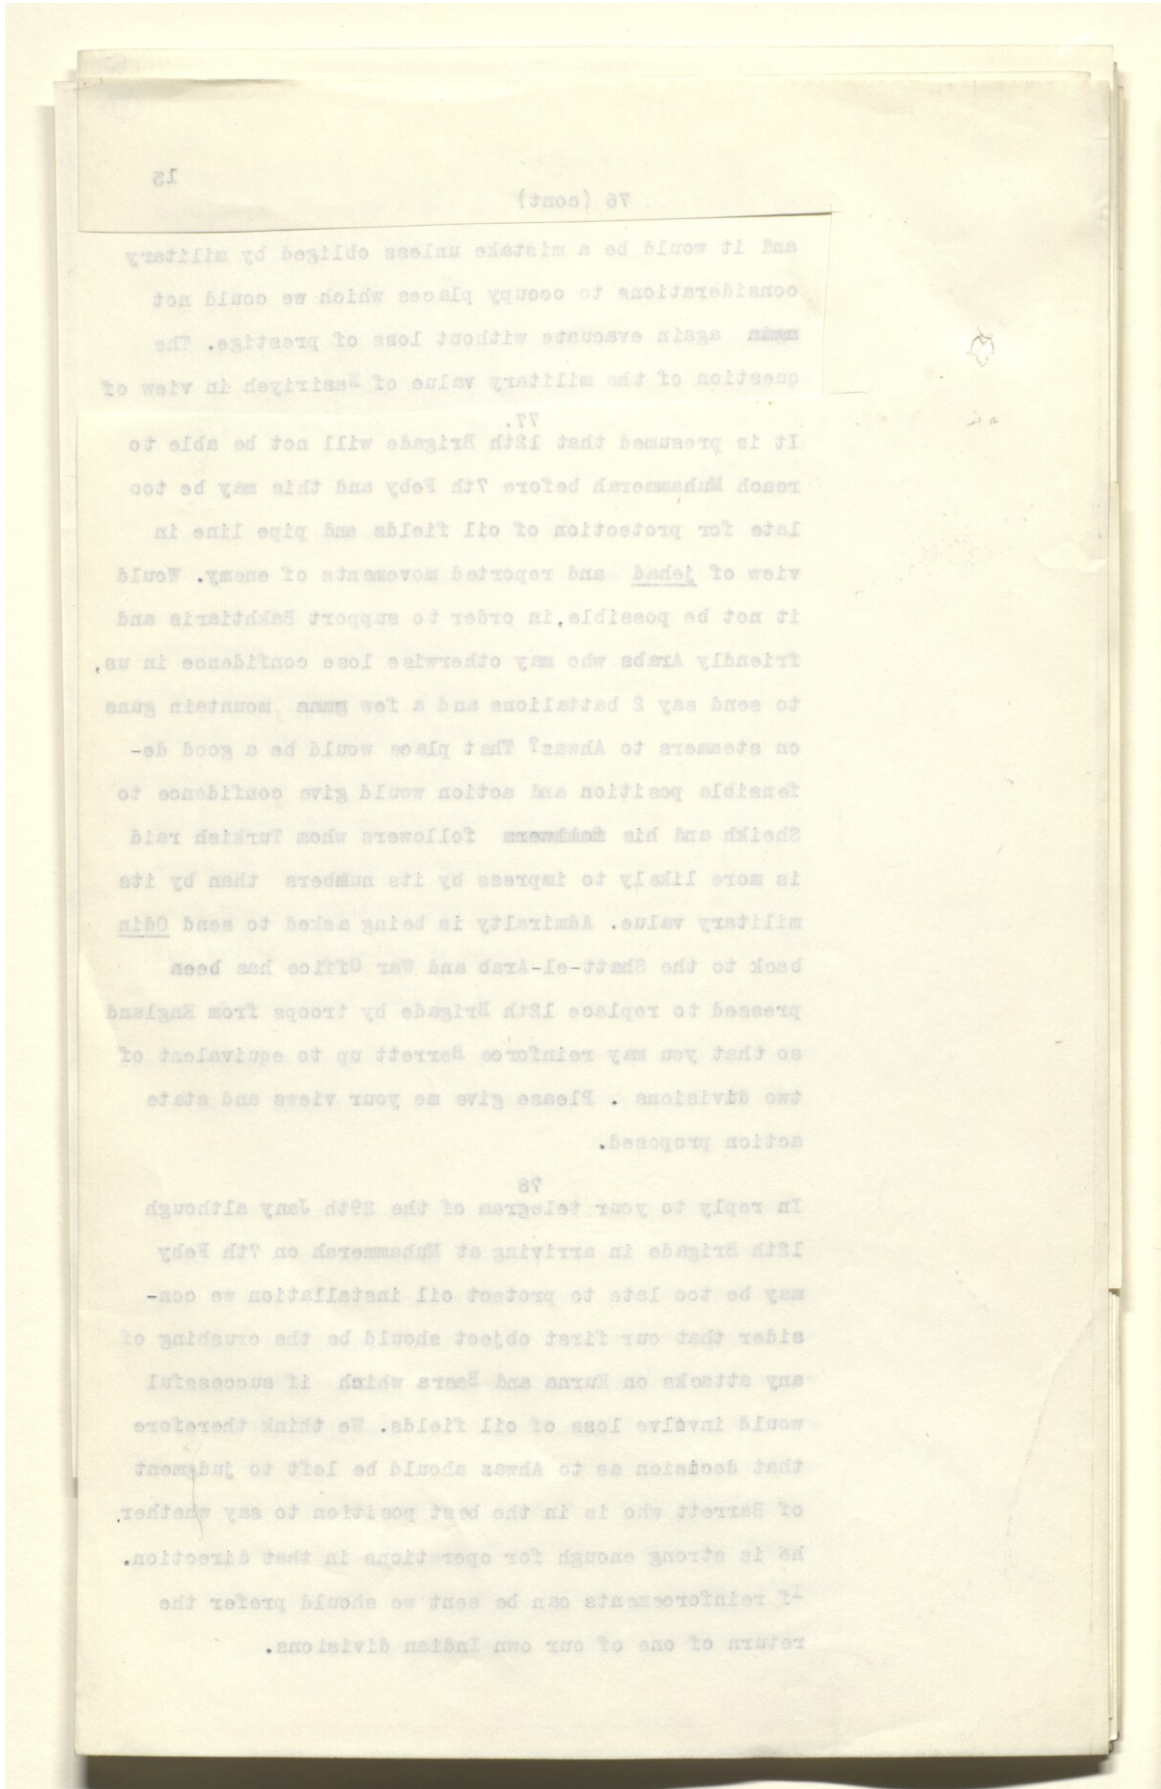 15
76 (cont)
and it would be a mistake unless obliged by military
considerations to occupy places which we could not
again again evacuate without loss of prestige. The
question of the military value of Nasiriyeh in view of
77.
It is presumed that 12th Brigade will not be able to
reach Muhammerah before 7th Feby and this may be too
late for protection of oil fields and pipe line in
view of jehad and reported movements of enemy. Would
it not be possible, in order to support Bakhtiaris and
friendly Arabs who may otherwise lose confidence in us,
to send say 2 battalions and a few guns mountain guns
on steamers to Ahwaz? That place would be a good de-
fensible position and action would give confidence to
Sheikh and his followers whom Turkish raid
is more likely to impress by its numbers than by its
military value. Admiralty is being asked to send Odin
back to the Shatt-el-Arab and War Office has been
pressed to replace 12th Brigade by troops from England
so that you may reinforce Barrett up to equivalent of
two divisions . Please give me your views and state
action proposed.
78
In reply to your telegram of the 29th Jany although
12th Brigade in arriving at Muhammerah on 7th Feby
may be too late to protect oil installation we con-
sider that our first object should be the crushing of
any attacks on Kurna and Basra which if successful
would involve loss of oil fields. We think therefore
that decision as to Ahwaz should be left to judgment
of Barrett who is in the best position to say whether
he is strong enough for operations in that direction.
If reinforcements can be sent we should prefer the
return of one of our own Indian divisions.